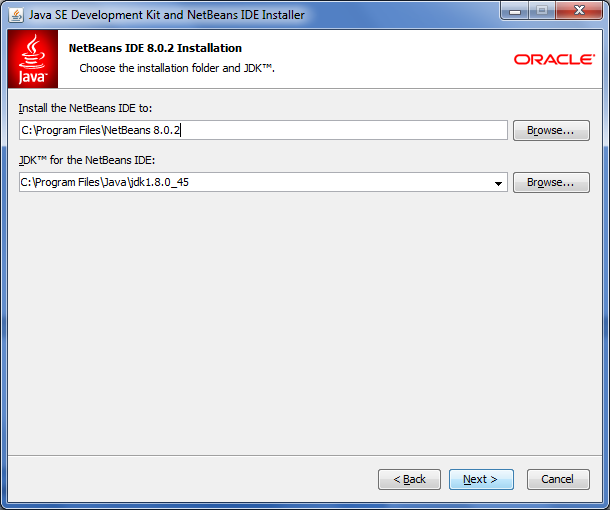 Java SE Development Kit and NetBeans IDE Installer
Java™
NetBeans IDE 8.0.2 Installation
Choose the installation folder and JDK™.
ORACLE®
Install the NetBeans IDE to:
C:\Program Files\NetBeans 8.0.2
Browse...
JDK™ for the NetBeans IDE:
C:\Program Files\Java\jdk1.8.0_45
Browse...
< Back
Next >
Cancel